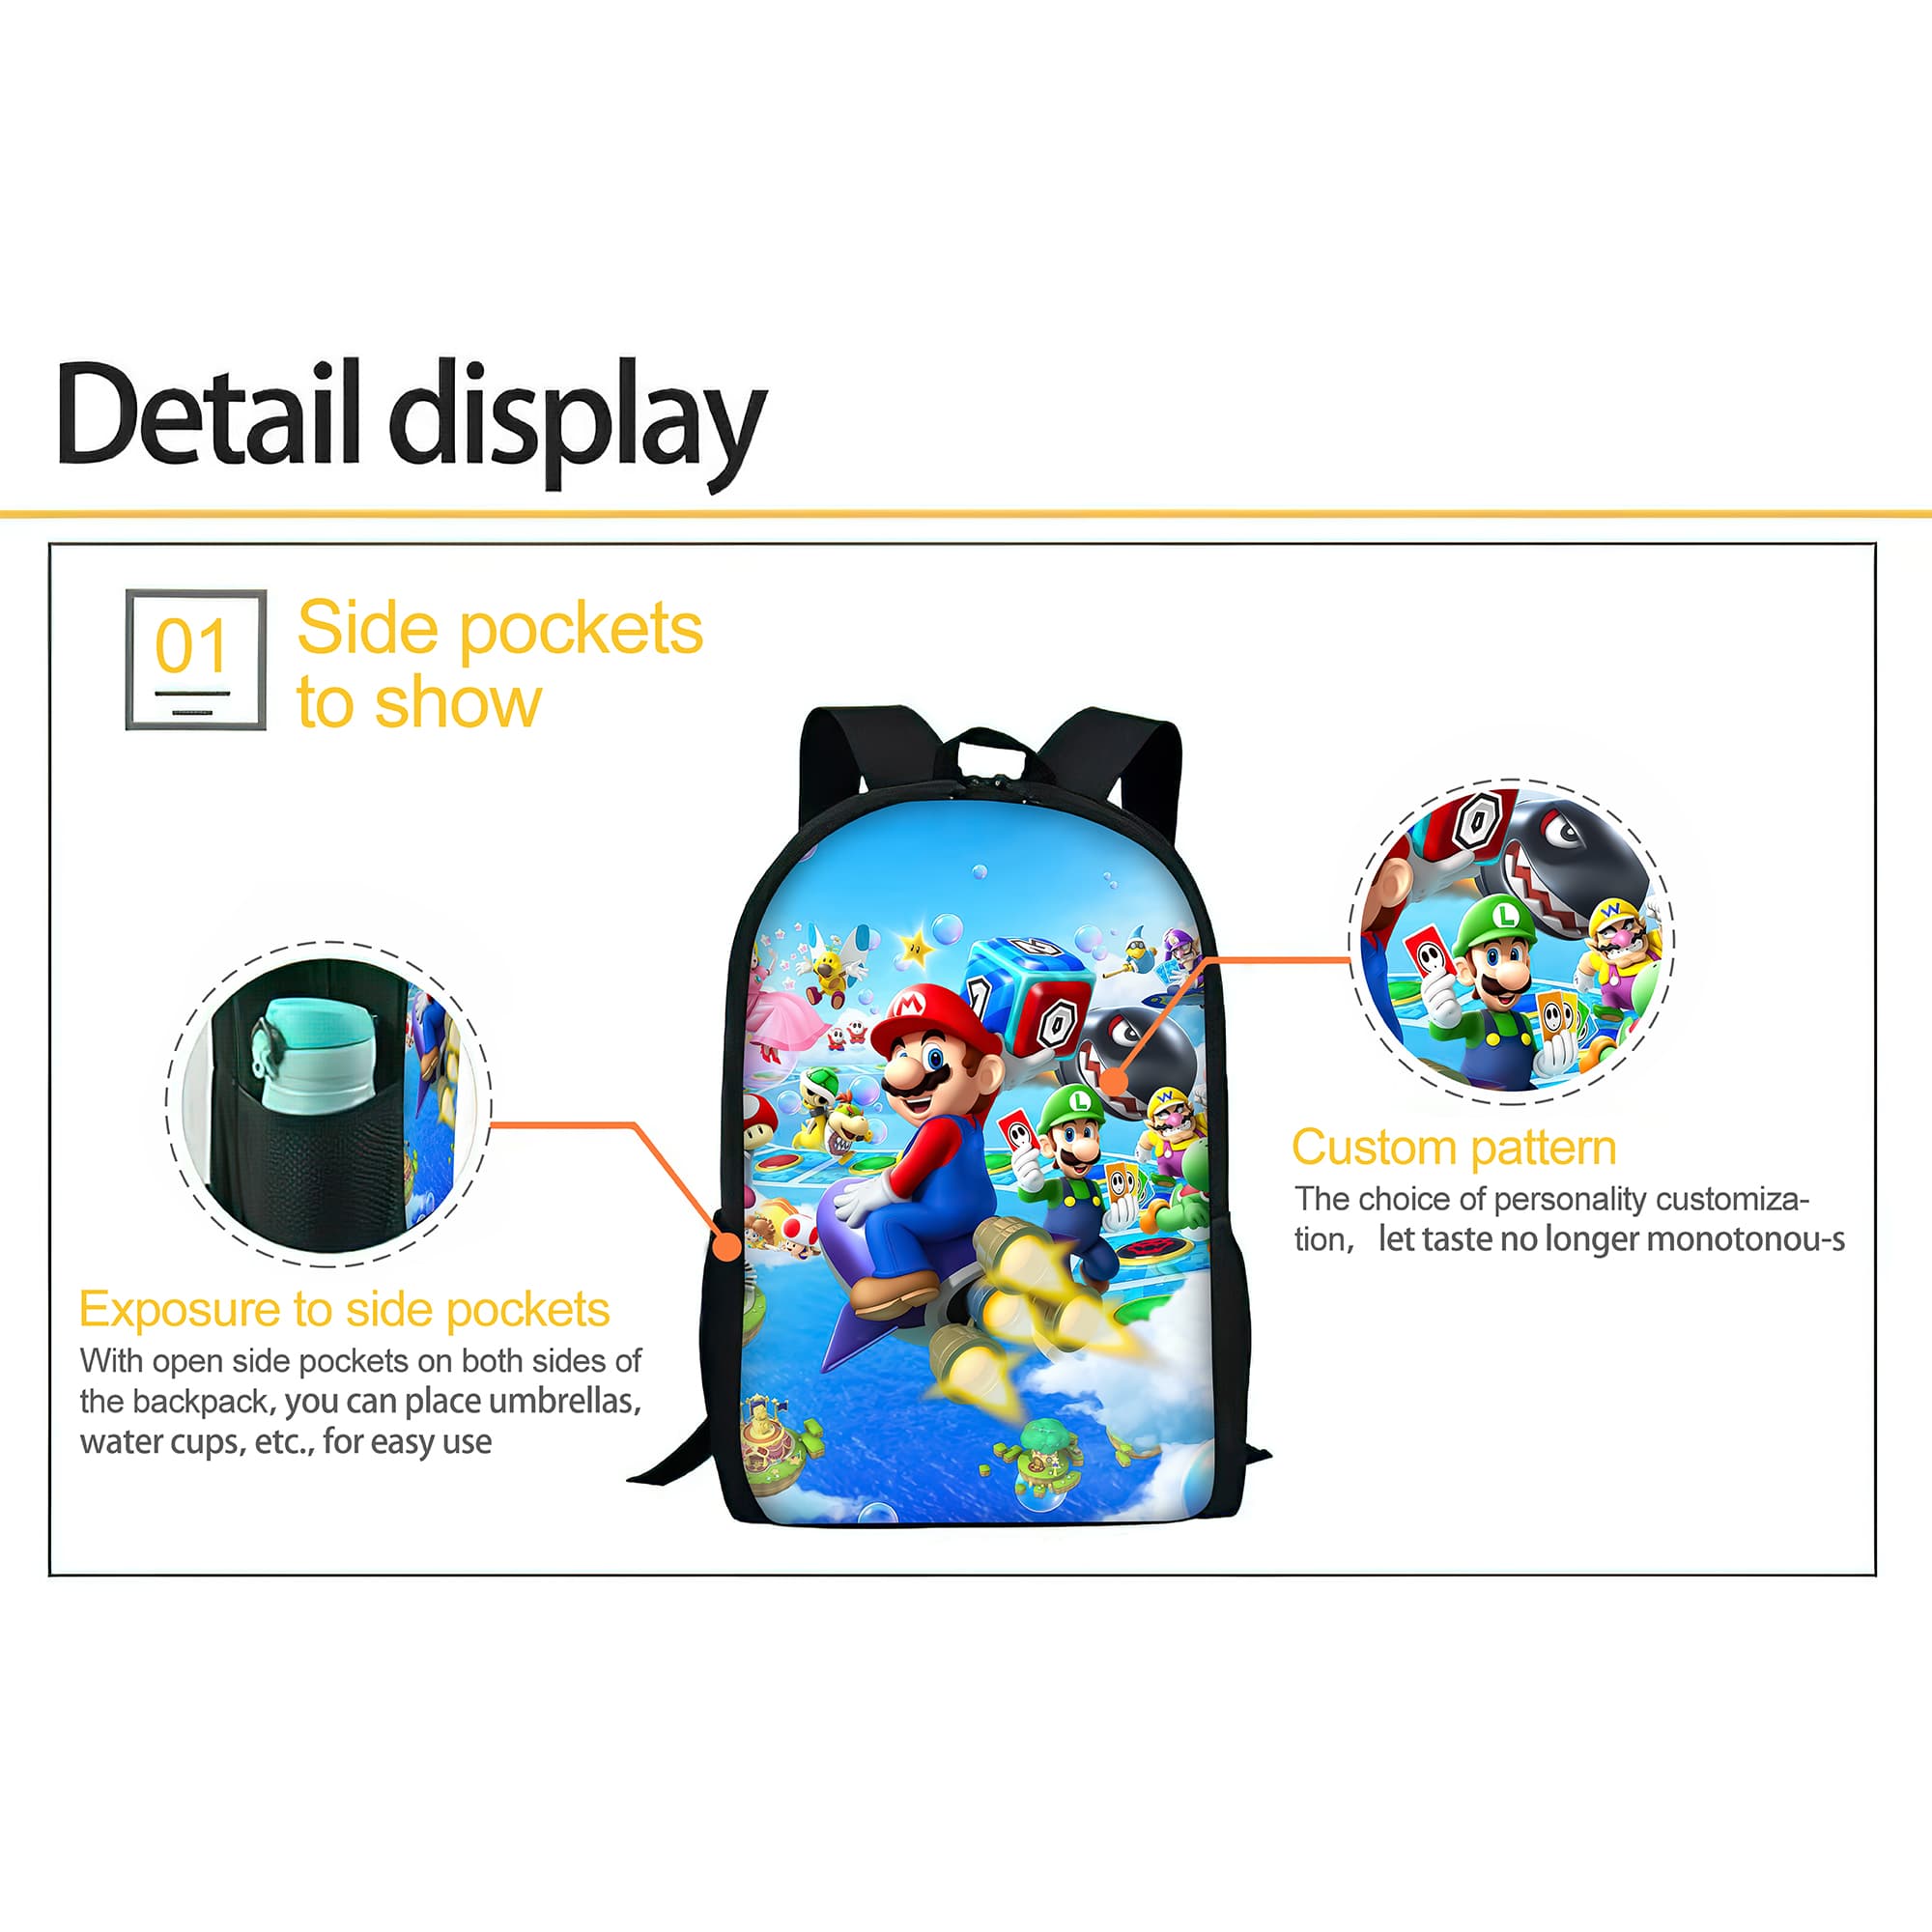 Detail display
01
Side pockets
to show
Exposure to side pockets
With open side pockets on both sides of
the backpack, you can place umbrellas,
water cups, etc., for easy use
Custom pattern
The choice of personality customiza-
tion, let taste no longer monotonou-s
M
L
W
L
W